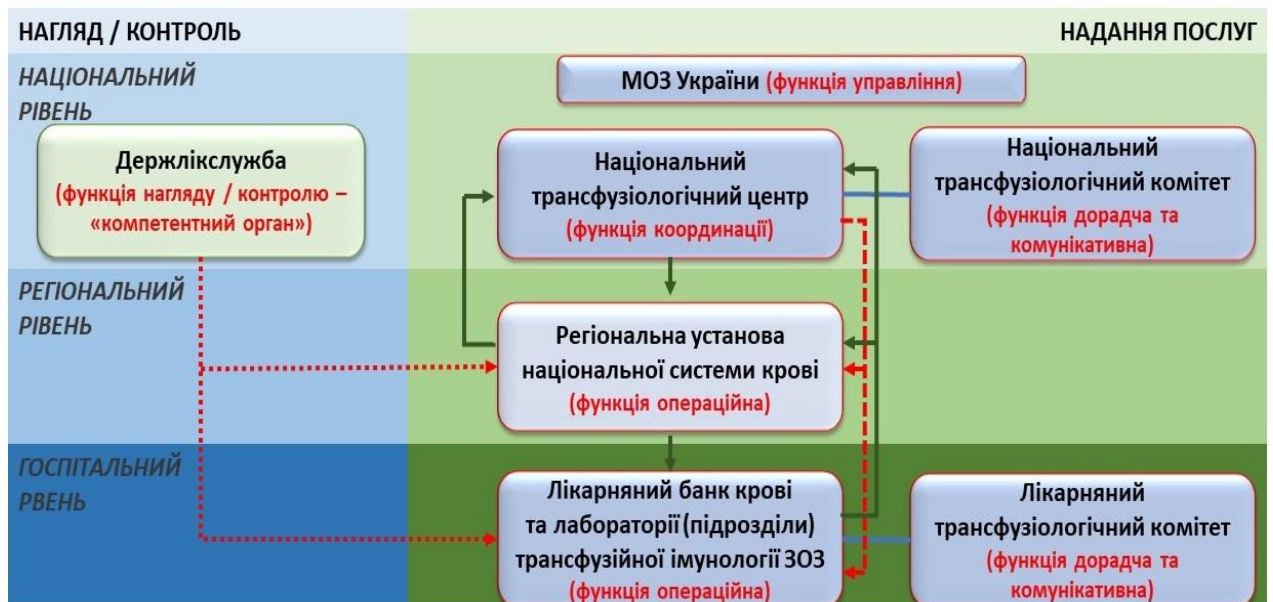 НАГЛЯД / КОНТРОЛЬ
НАДАННЯ ПОСЛУГ
НАЦІОНАЛЬНИЙ
РІВЕНЬ
МОЗ України (функція управління)
Держлікслужба
(функція нагляду / контролю –
«компетентний орган»)
Національний
трансфузіологічний центр
(функція координації)
Національний
трансфузіологічний комітет
(функція дорадча та
комунікативна)
РЕГІОНАЛЬНИЙ
РІВЕНЬ
Регіональна установа
національної системи крові
(функція операційна)
ГОСПІТАЛЬНИЙ
РВЕНЬ
Лікарняний банк крові
та лабораторії (підрозділи)
трансфузійної імунології ЗОЗ
(функція операційна)
Лікарняний
трансфузіологічний комітет
(функція дорадча та
комунікативна)